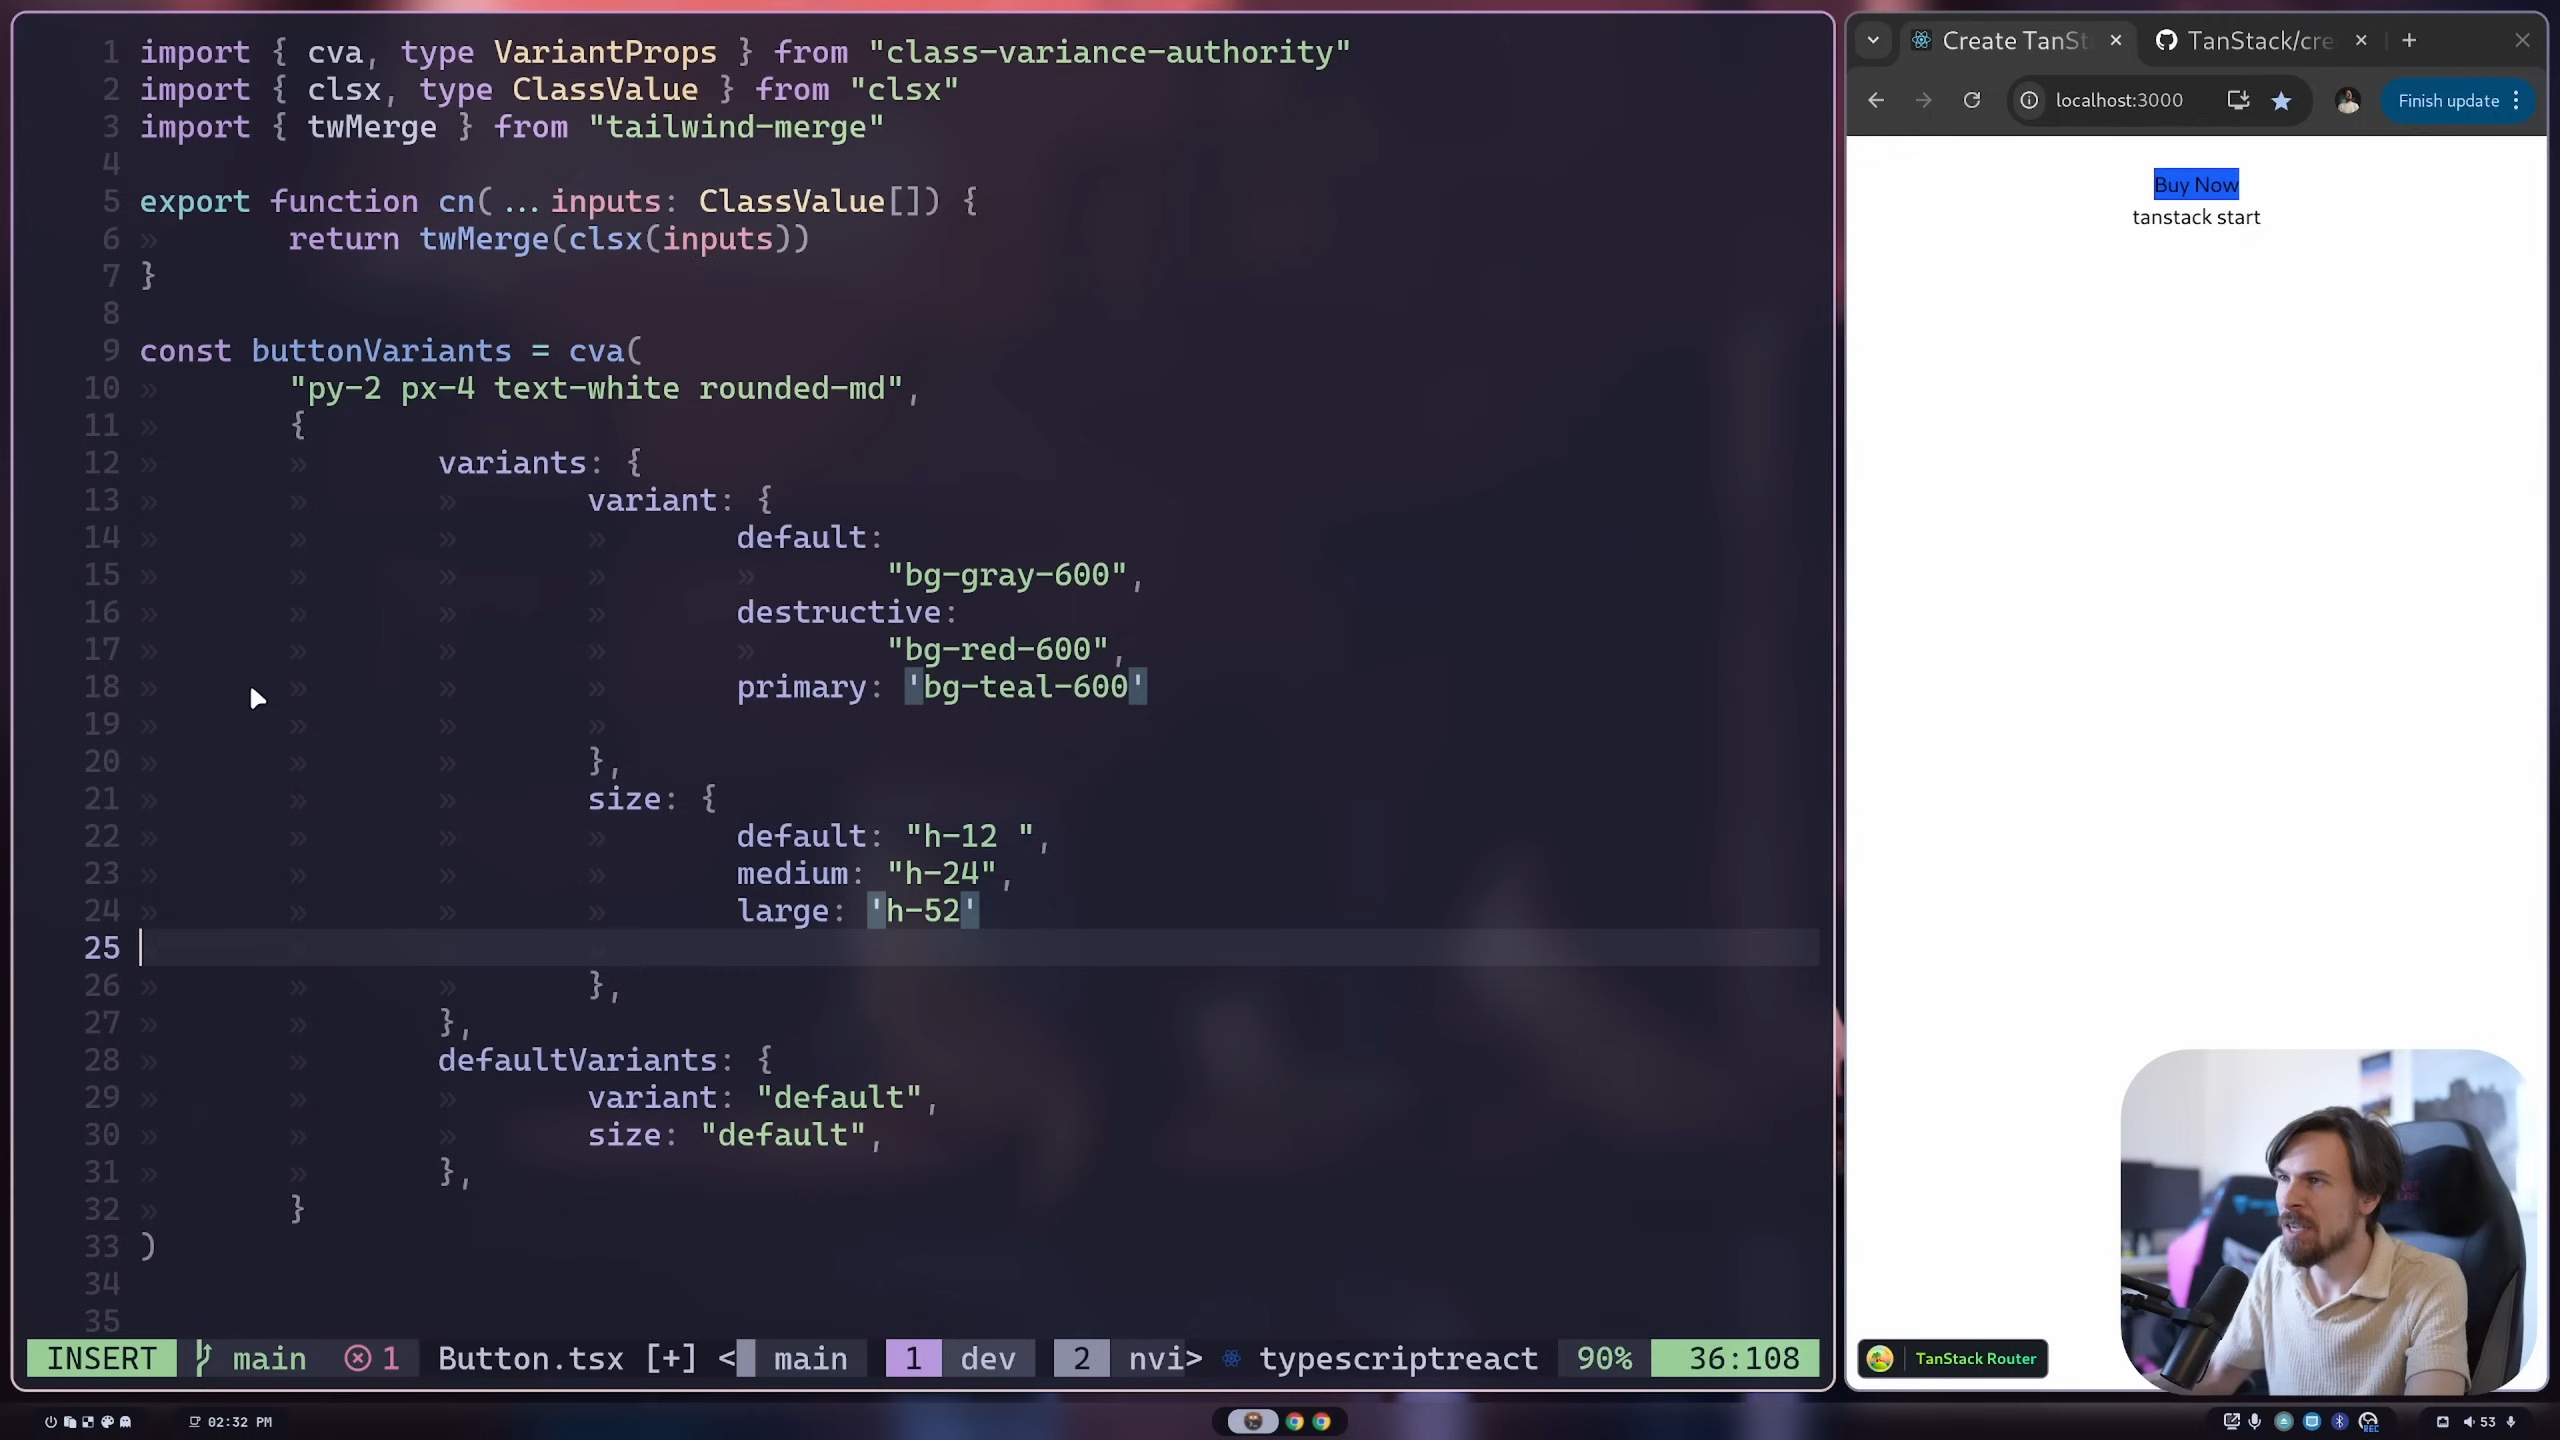 1 import { cva, type VariantProps } from "class-variance-authority"
2 import { clsx, type ClassValue } from "clsx"
3 import { twMerge } from "tailwind-merge"
4
5 export function cn(...inputs: ClassValue[]) {
6 » return twMerge(clsx(inputs))
7 }
8
9 const buttonVariants = cva(
10 » "py-2 px-4 text-white rounded-md",
11 » {
12 » » variants: {
13 » » » variant: {
14 » » » » default:
15 » » » » » "bg-gray-600",
16 » » » » destructive:
17 » » » » » "bg-red-600",
18 » » » » primary: 'bg-teal-600'
19 » » » »
20 » » » },
21 » » » size: {
22 » » » » default: "h-12 ",
23 » » » » medium: "h-24",
24 » » » » large: 'h-52'
25
26 » » » },
27 » » },
28 » » defaultVariants: {
29 » » » variant: "default",
30 » » » size: "default",
31 » » },
32 » }
33 )
34
35
INSERT main 1 Button.tsx [+] < main 1 dev 2 nvi> typescriptreact 90% 36:108
Create TanSt TanStack/cre
localhost:3000 Finish update
Buy Now
tanstack start
TanStack Router
02:32 PM
REC 53